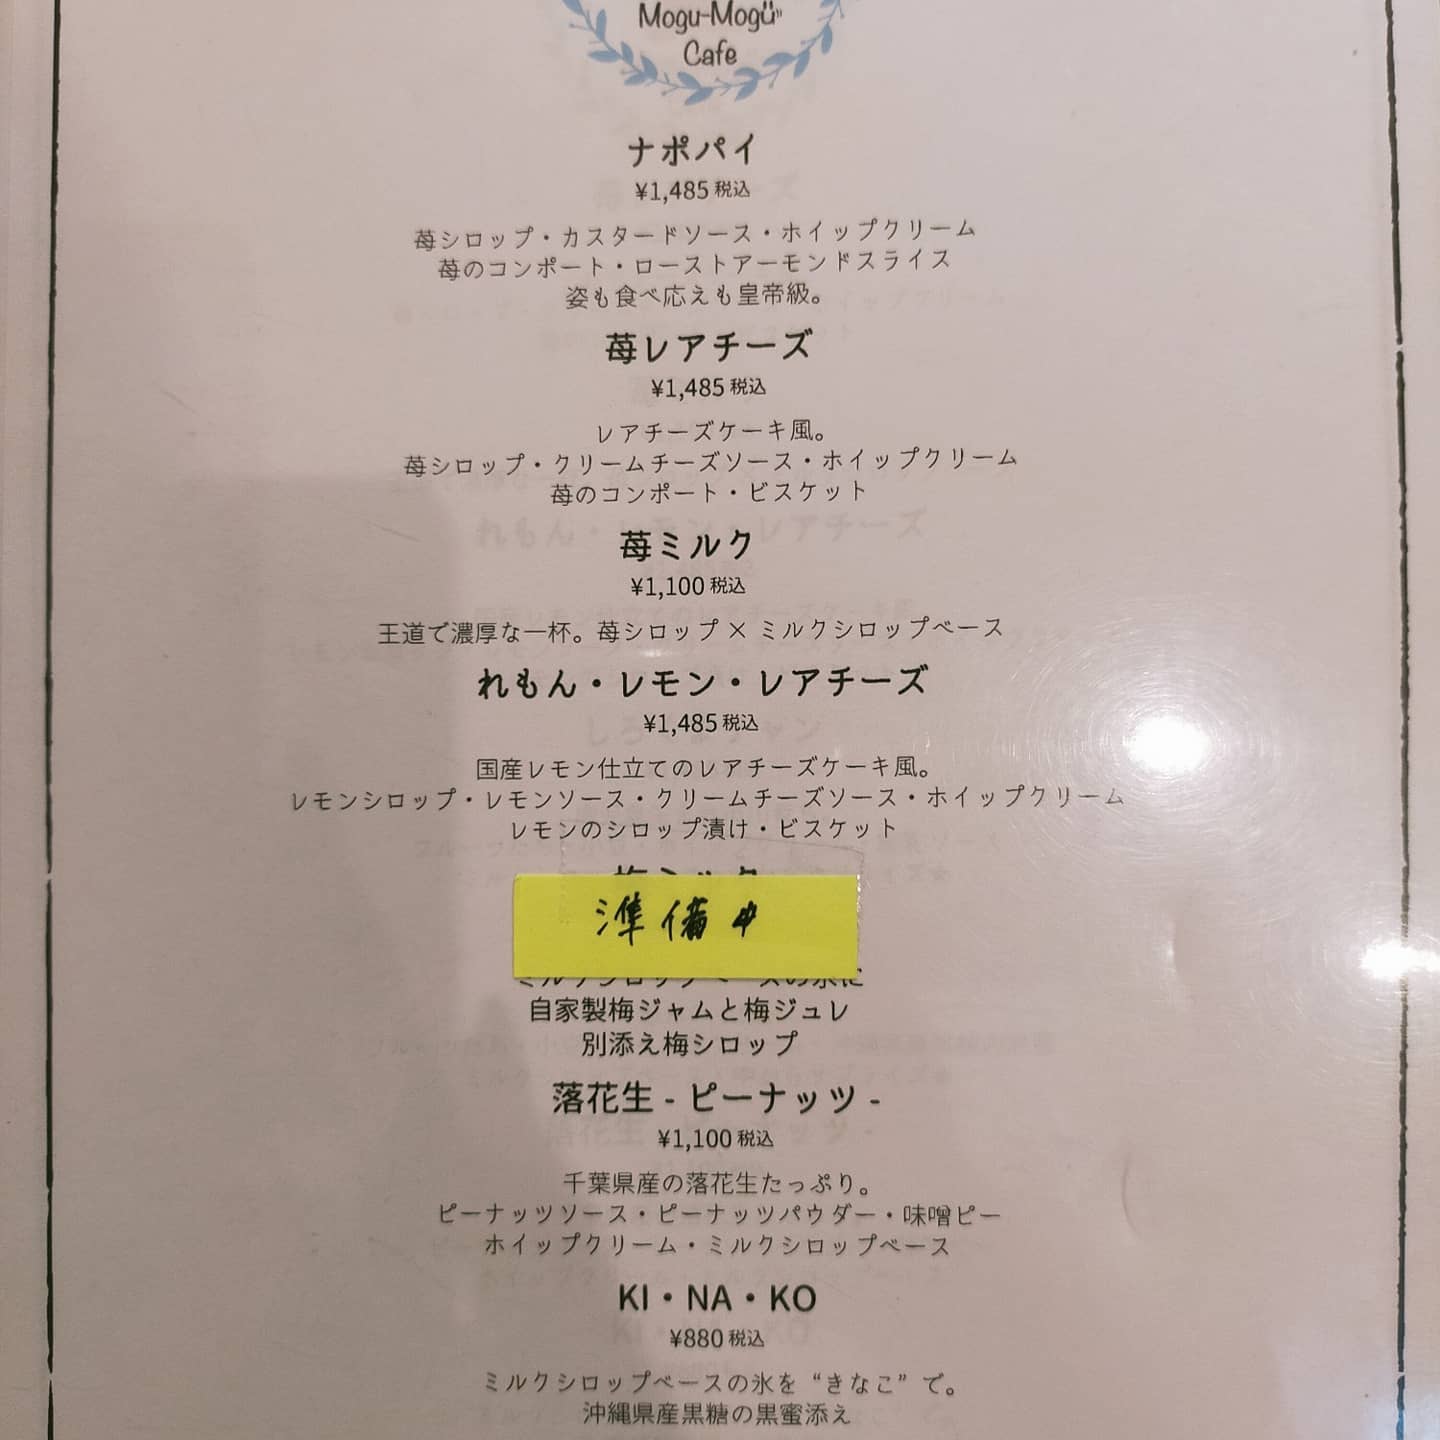 Mogu-Mogu
Cafe
ナポパイ
¥1,485 税込
苺シロップ・カスタードソース・ホイップクリーム
苺のコンポート・ローストアーモンドスライス
姿も食べ応えも皇帝級。
苺レアチーズ
¥1,485 税込
レアチーズケーキ風。
苺シロップ・クリームチーズソース・ホイップクリーム
苺のコンポート・ビスケット
苺ミルク
¥1,100 税込
王道で濃厚な一杯。苺シロップ × ミルクシロップベース
れもん・レモン・レアチーズ
¥1,485 税込
国産レモン仕立てのレアチーズケーキ風。
レモンシロップ・レモンソース・クリームチーズソース・ホイップクリーム
レモンのシロップ漬け・ビスケット
梅ミルク
準備中
ミルクシロップベースの氷に
自家製梅ジャムと梅ジュレ
別添え梅シロップ
落花生 - ピーナッツ -
¥1,100 税込
千葉県産の落花生たっぷり。
ピーナッツソース・ピーナッツパウダー・味噌ピー
ホイップクリーム・ミルクシロップベース
KI・NA・KO
¥880 税込
ミルクシロップベースの氷を“きなこ”で。
沖縄県産黒糖の黒蜜添え